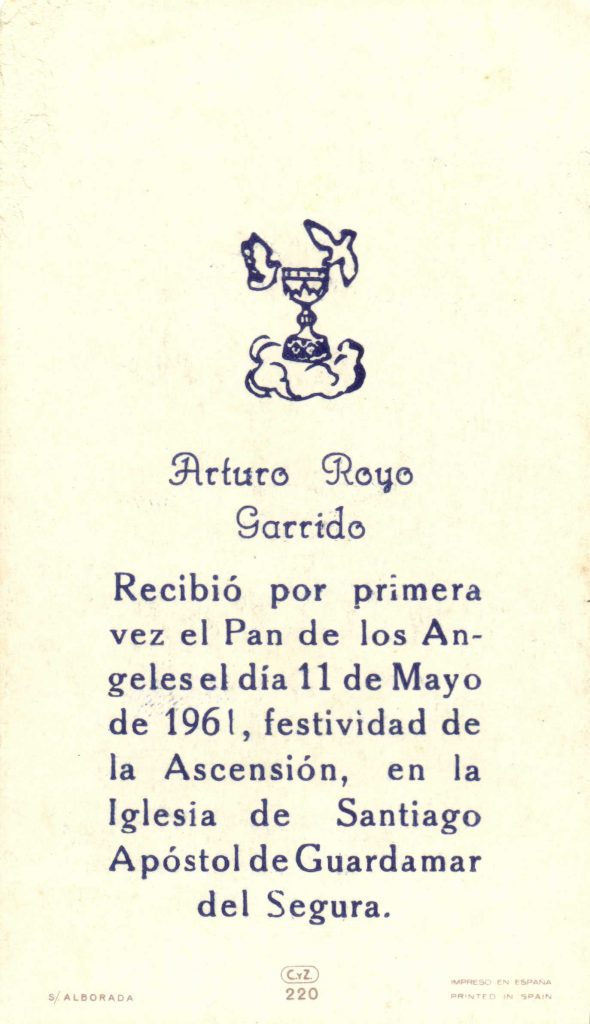 Arturo Royo
Garrido
Recibió por primera
vez el Pan de los An-
geles el día 11 de Mayo
de 1961, festividad de
la Ascensión, en la
Iglesia de Santiago
Apóstol de Guardamar
del Segura.
C.Y Z.
220
S/ ALBORADA
IMPRESO EN ESPAÑA
PRINTED IN SPAIN